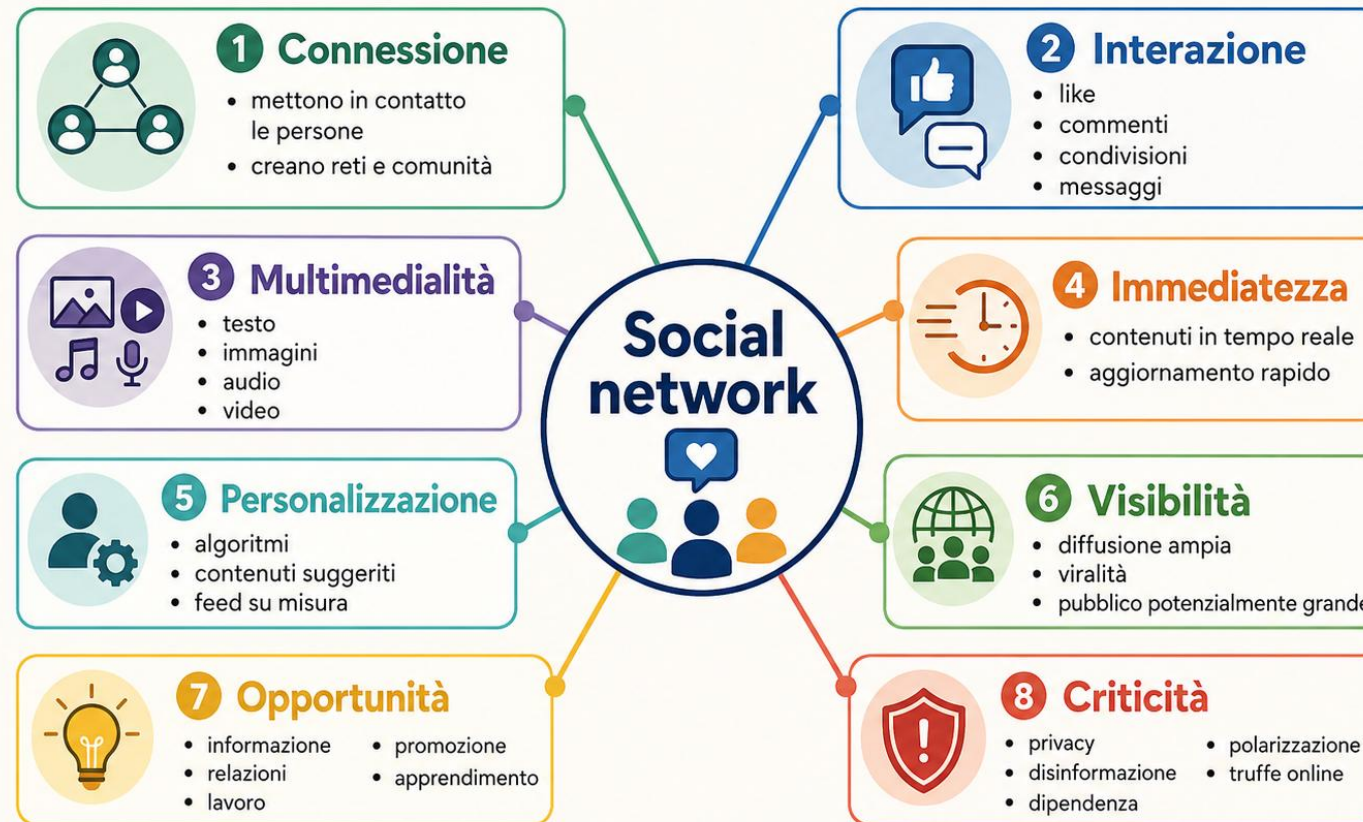 1 Connessione
• mettono in contatto
le persone
• creano reti e comunità
2 Interazione
• like
• commenti
• condivisioni
• messaggi
3 Multimedialità
• testo
• immagini
• audio
• video
Social
network
4 Immediatezza
• contenuti in tempo reale
• aggiornamento rapido
5 Personalizzazione
• algoritmi
• contenuti suggeriti
• feed su misura
6 Visibilità
• diffusione ampia
• viralità
• pubblico potenzialmente grande
7 Opportunità
• informazione
• relazioni
• lavoro
• promozione
• apprendimento
8 Criticità
• privacy
• disinformazione
• dipendenza
• polarizzazione
• truffe online